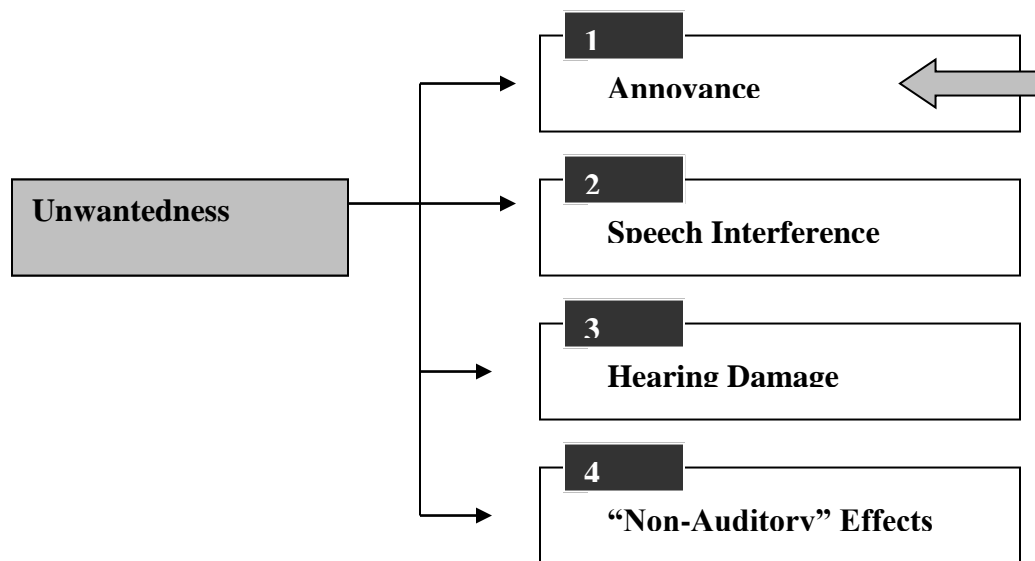 1
Annoyance
Unwantedness
2
Speech Interference
3
Hearing Damage
4
“Non-Auditory” Effects